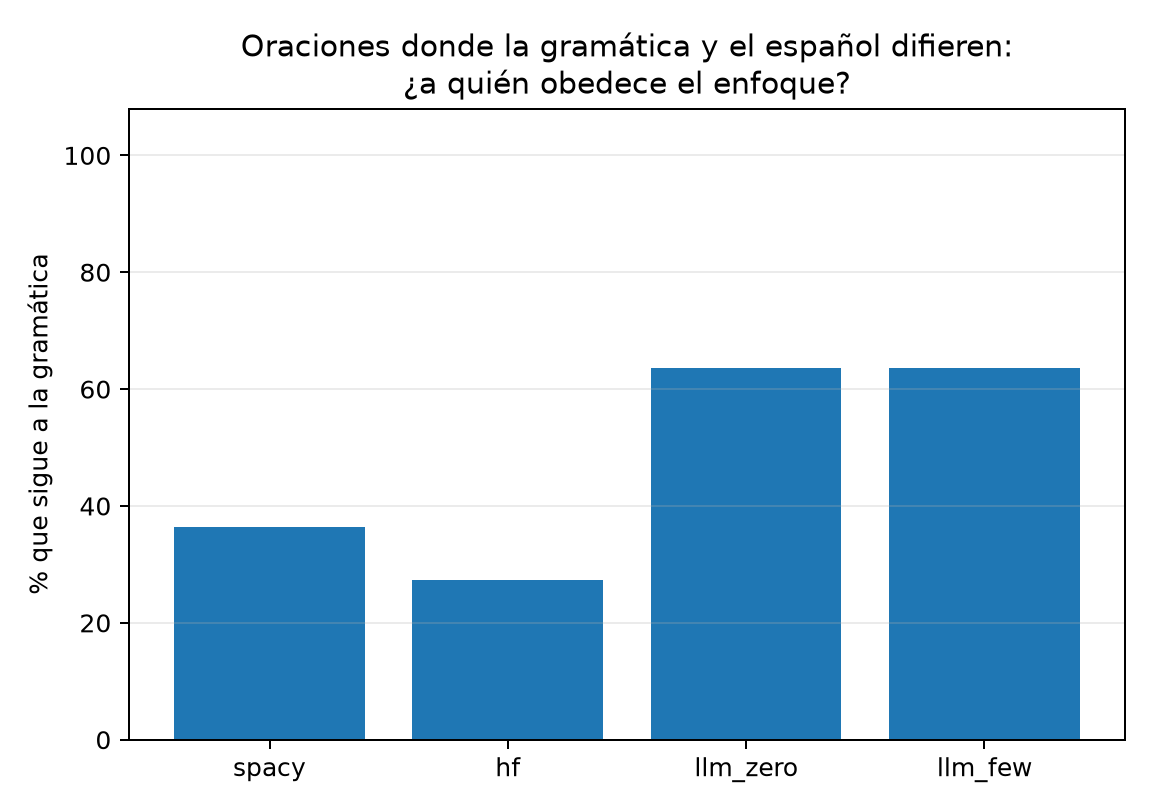 Oraciones donde la gramática y el español difieren:
¿a quién obedece el enfoque?
% que sigue a la gramática
100
80
60
40
20
0
spacy
hf
llm_zero
llm_few